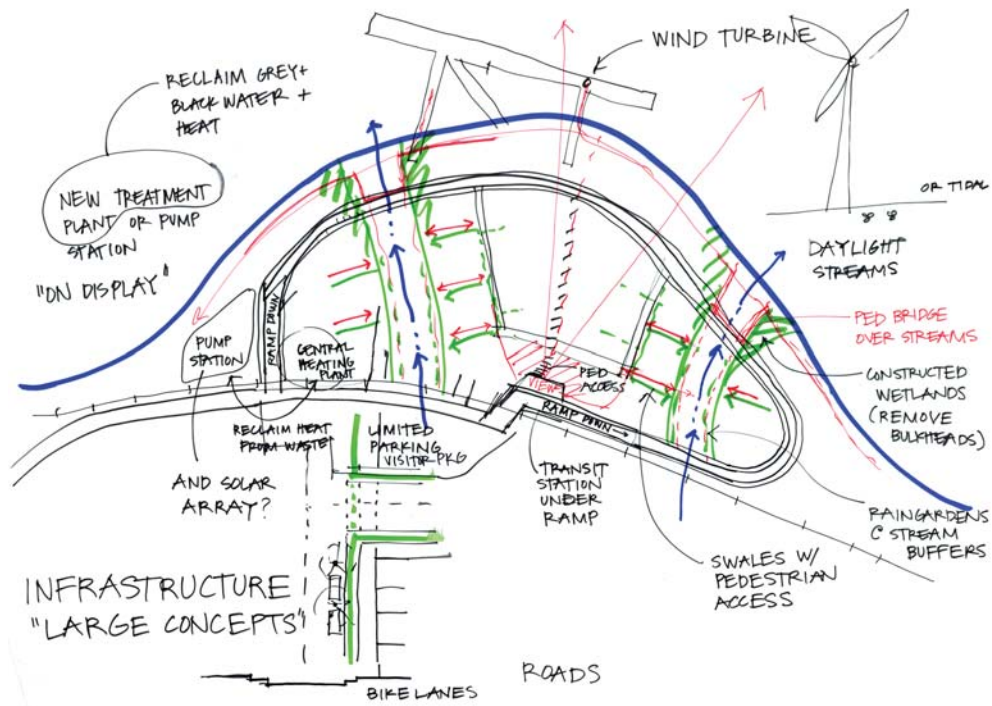 RECLAIM GREY +
BLACK WATER +
HEAT
NEW TREATMENT
PLANT OR PUMP
STATION
"ON DISPLAY"
WIND TURBINE
OR TIDAL
DAYLIGHT
STREAMS
PED BRIDGE
OVER STREAMS
CONSTRUCTED
WETLANDS
(REMOVE
BULKHEADS)
PUMP
STATION
RAMP DOWN
CENTRAL
HEATING
PLANT
VIEW
PED
ACCESS
RAMP DOWN
RECLAIM HEAT
FROM WASTE
LIMITED
PARKING
VISITOR PKG
AND SOLAR
ARRAY?
TRANSIT
STATION
UNDER
RAMP
RAINGARDENS
@ STREAM
BUFFERS
SWALES W/
PEDESTRIAN
ACCESS
INFRASTRUCTURE
"LARGE CONCEPTS"
BIKE LANES
ROADS